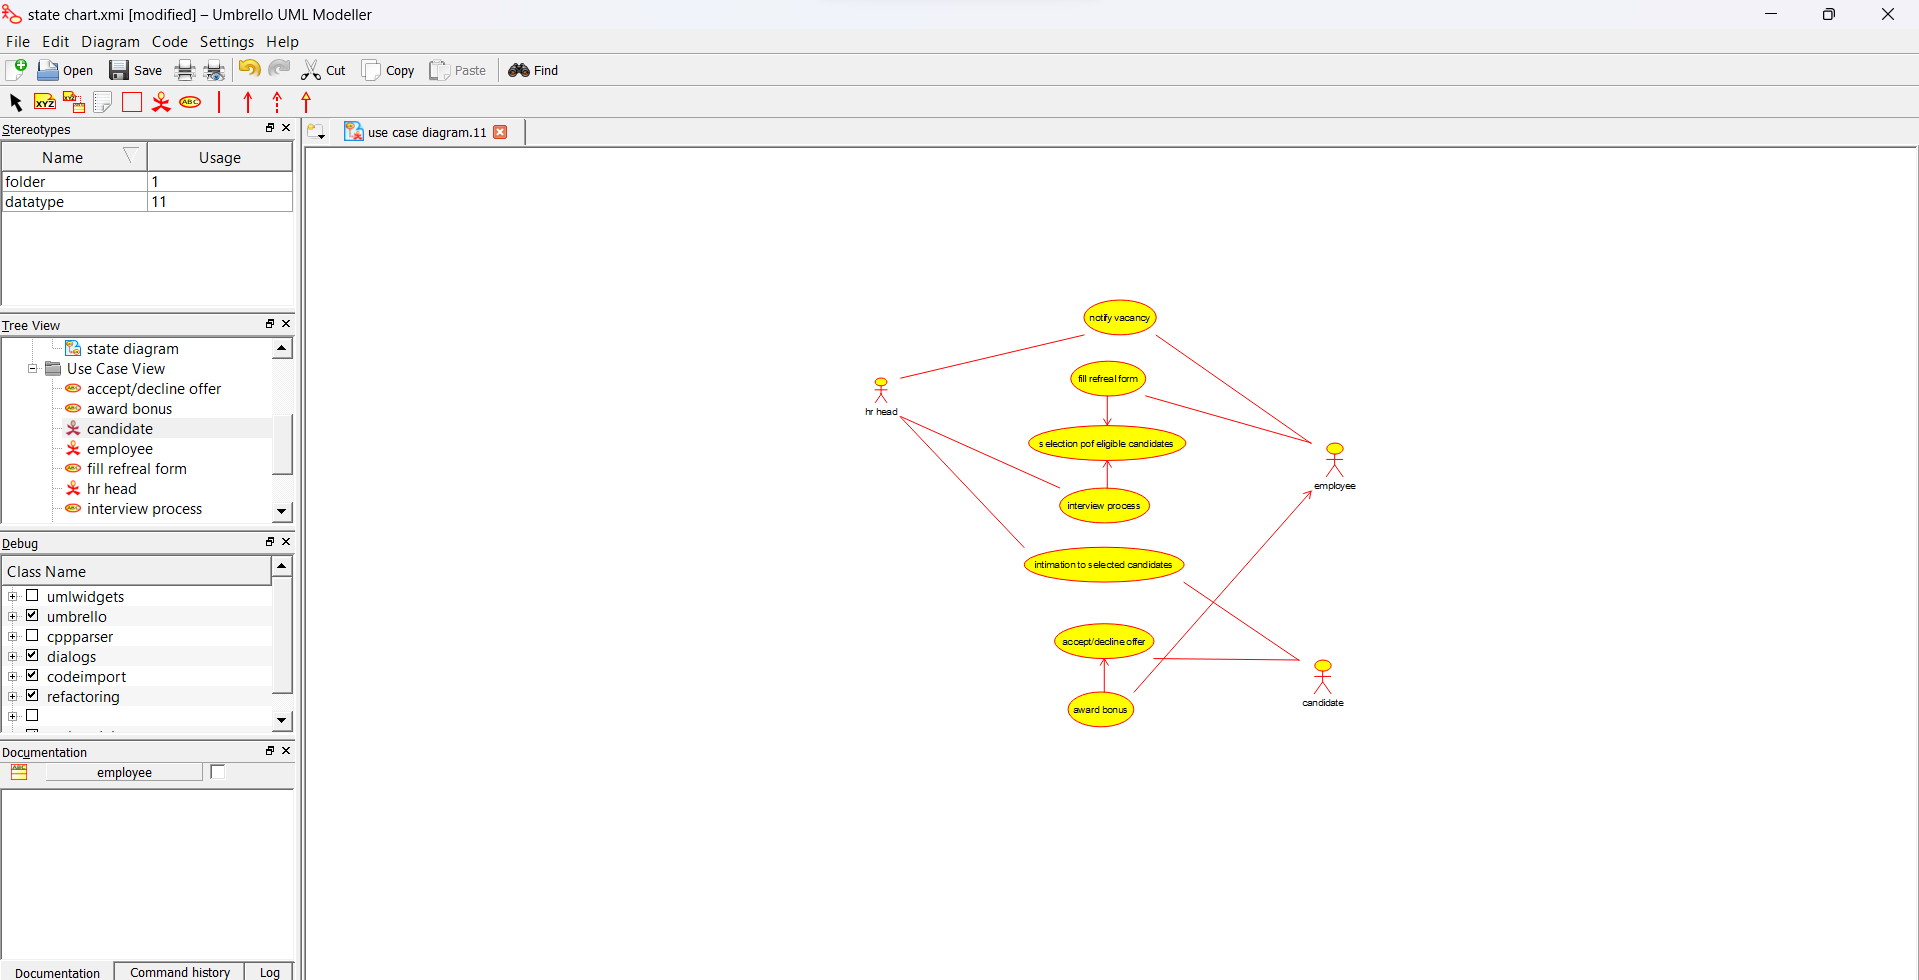 state chart.xmi [modified] – Umbrello UML Modeller
File Edit Diagram Code Settings Help
Open Save Cut Copy Paste Find
XYZ XYZ ABC
Stereotypes
Name Usage
folder 1
datatype 11
Tree View
state diagram
Use Case View
accept/decline offer
award bonus
candidate
employee
fill refreal form
hr head
interview process
Debug
Class Name
umlwidgets
umbrello
cppparser
dialogs
codeimport
refactoring
Documentation
employee
Documentation Command history Log
use case diagram.11
notify vacancy
fill refreal form
hr head
selection pof eligible candidates
employee
interview process
intimation to selected candidates
accept/decline offer
candidate
award bonus